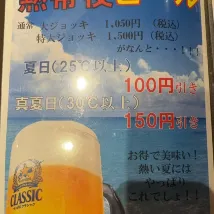 熱帯夜ビール
通常 大ジョッキ 1,050円（税込）
特大ジョッキ 1,500円（税込）
がなんと・・・！
夏日（25℃以上）
100円引き
真夏日（30℃以上）
150円引き
お得で美味い！
熱い夏には
やっぱり
これでしょ！！
CLASSIC